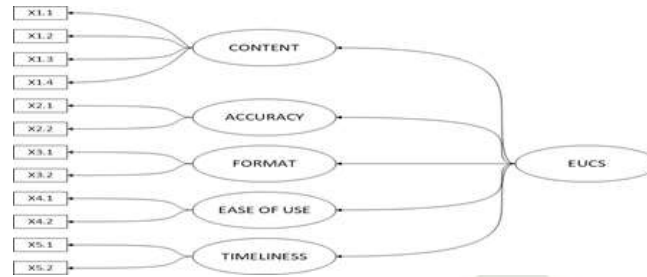 X1.1
X1.2
X1.3
X1.4
X2.1
X2.2
X3.1
X3.2
X4.1
X4.2
X5.1
X5.2
CONTENT
ACCURACY
FORMAT
EASE OF USE
TIMELINESS
EUCS